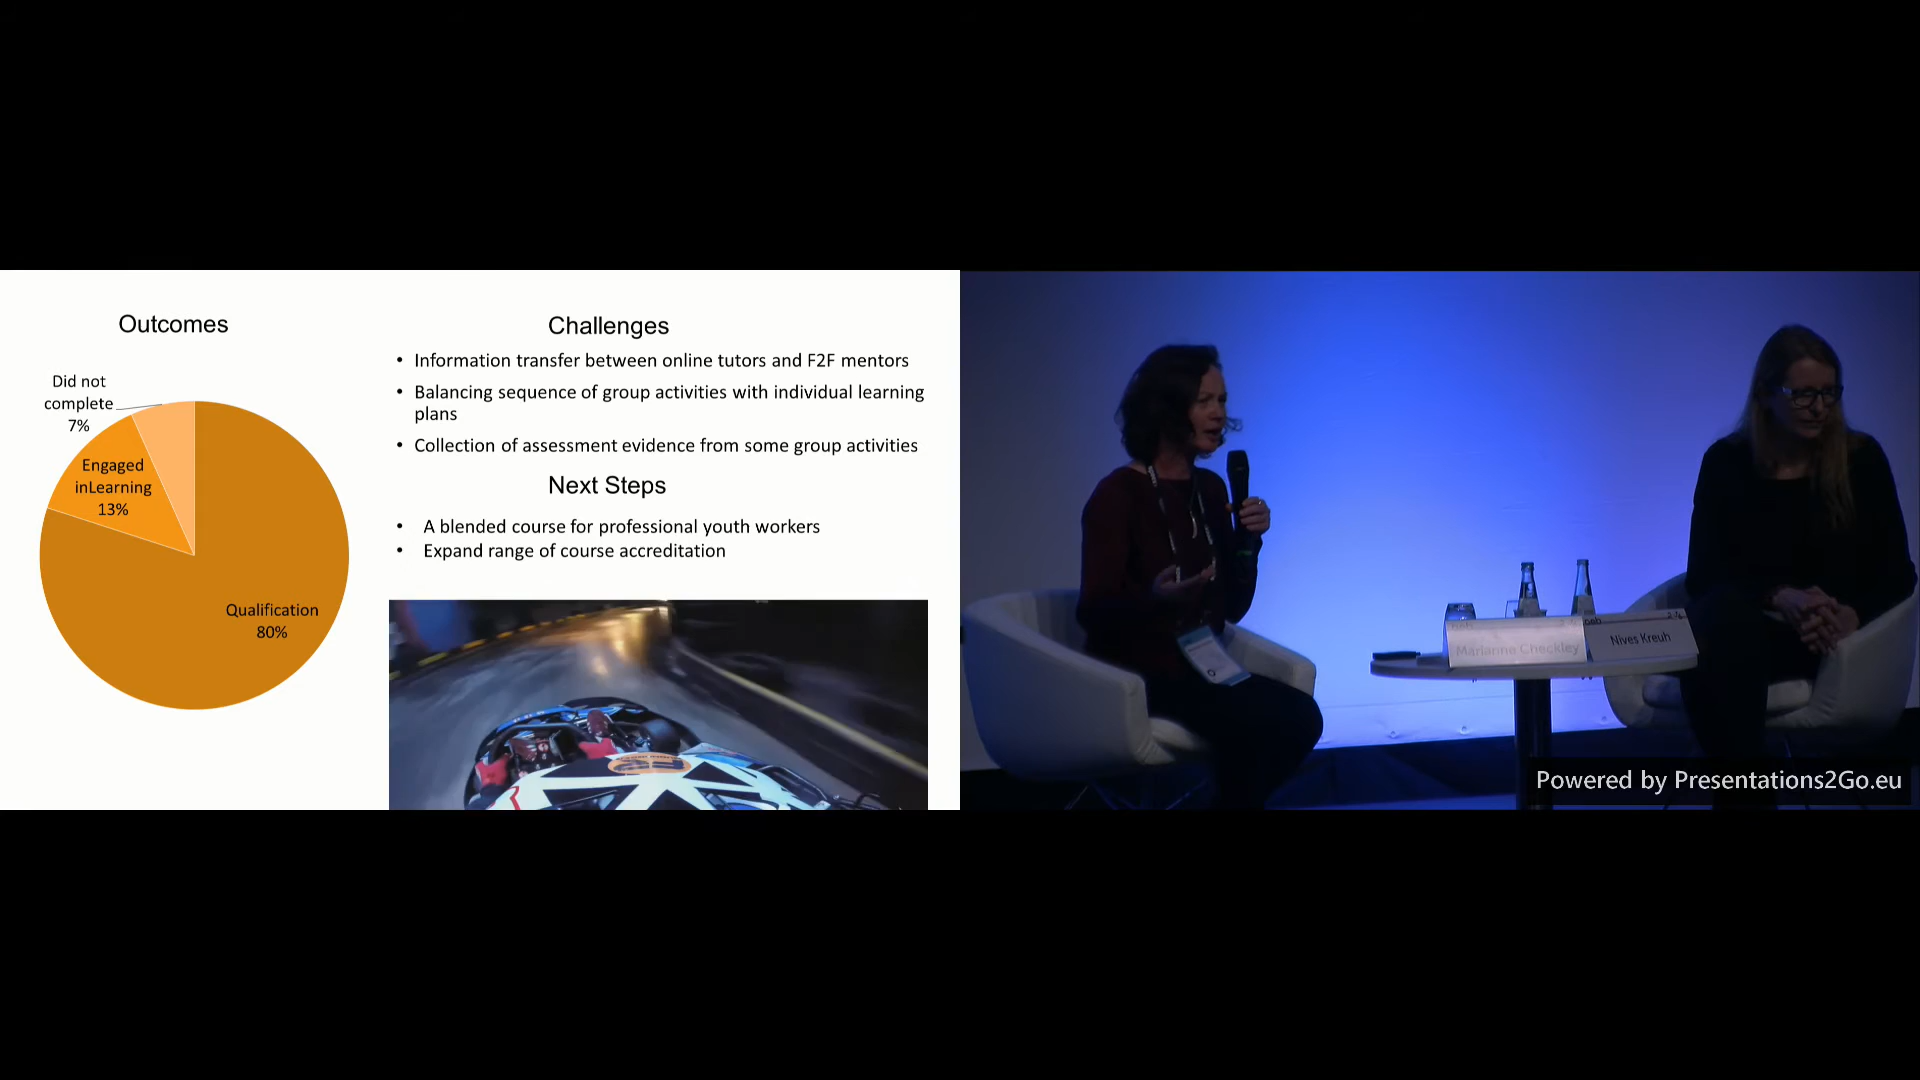 Outcomes
Did not
complete
7%
Engaged
inLearning
13%
Qualification
80%
Challenges
• Information transfer between online tutors and F2F mentors
• Balancing sequence of group activities with individual learning
plans
• Collection of assessment evidence from some group activities
Next Steps
• A blended course for professional youth workers
• Expand range of course accreditation
Marianne Checkley
Nives Kreuh
Powered by Presentations2Go.eu